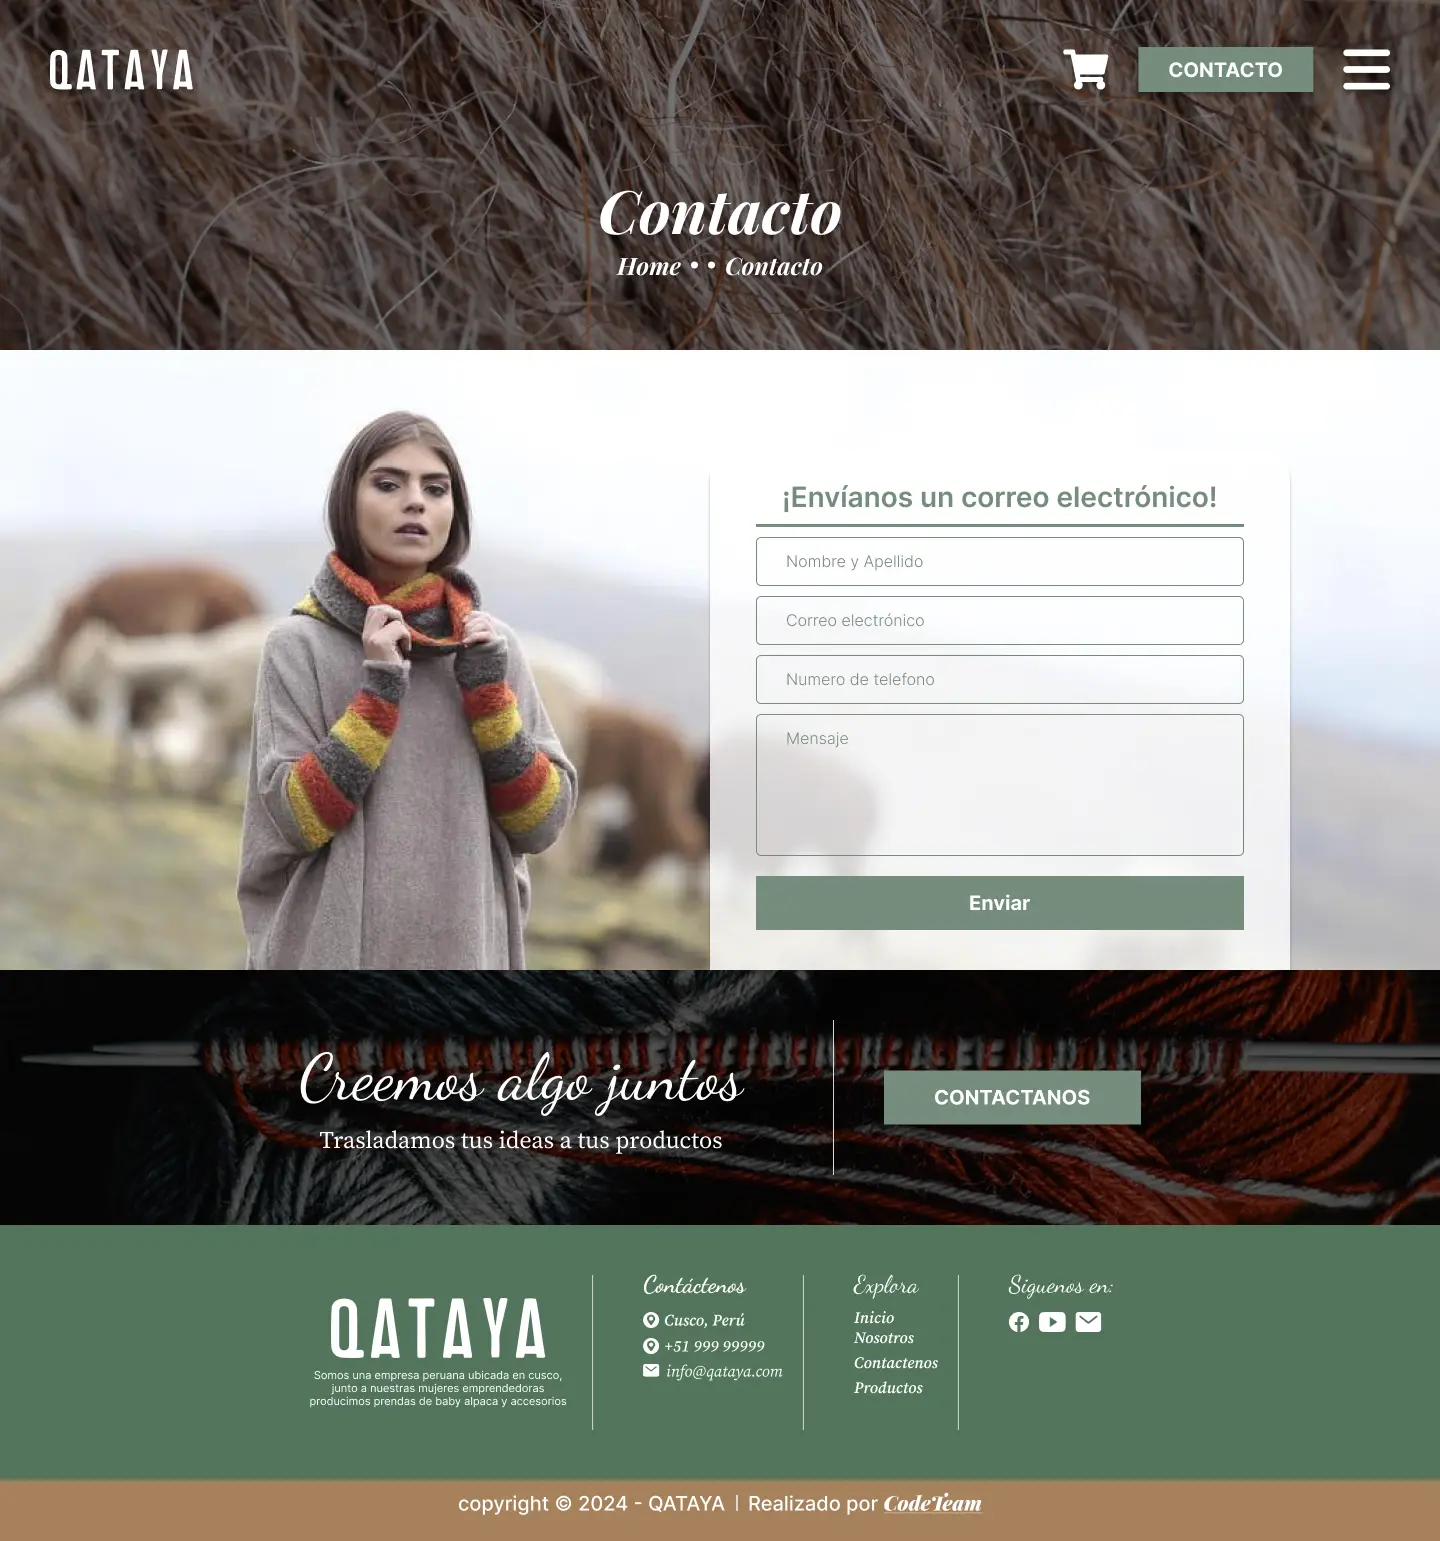 QATAYA
CONTACTO
Contacto
Home • • Contacto
¡Envíanos un correo electrónico!
Nombre y Apellido
Correo electrónico
Numero de telefono
Mensaje
Enviar
Creemos algo juntos
Trasladamos tus ideas a tus productos
CONTACTANOS
QATAYA
Somos una empresa peruana ubicada en cusco,
junto a nuestras mujeres emprendedoras
producimos prendas de baby alpaca y accesorios
Contáctenos
Cusco, Perú
+51 999 99999
info@qataya.com
Explora
Inicio
Nosotros
Contactenos
Productos
Siguenos en:
copyright © 2024 - QATAYA | Realizado por CodeTeam